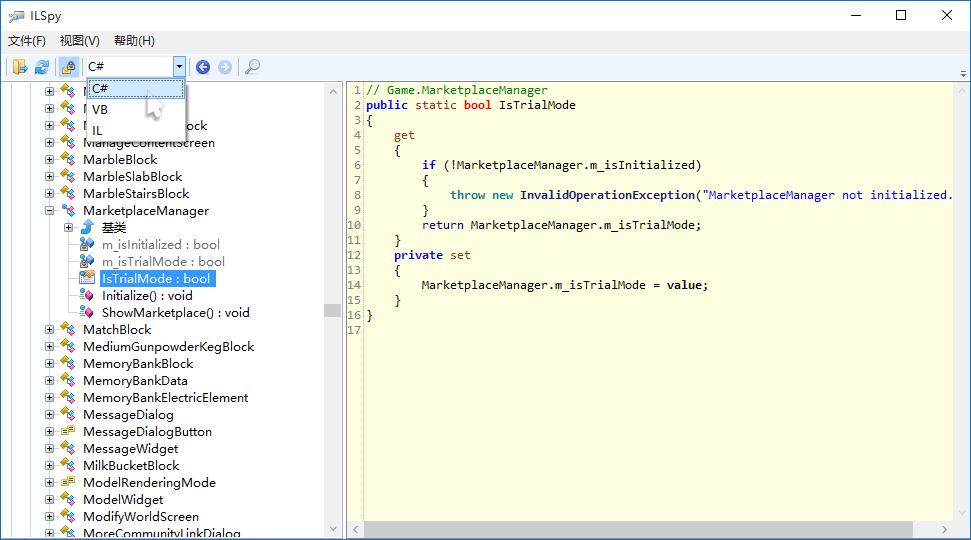 ILSpy
文件(F) 视图(V) 帮助(H)
C#
C#
VB
IL
ock
ManageContentScreen
MarbleBlock
MarbleSlabBlock
MarbleStairsBlock
MarketplaceManager
基类
m_isInitialized : bool
m_isTrialMode : bool
IsTrialMode : bool
Initialize() : void
ShowMarketplace() : void
MatchBlock
MediumGunpowderKegBlock
MemoryBankBlock
MemoryBankData
MemoryBankElectricElement
MessageDialog
MessageDialogButton
MessageWidget
MilkBucketBlock
ModelRenderingMode
ModelWidget
ModifyWorldScreen
MoreCommunityLinkDialog
1 // Game.MarketplaceManager
2 public static bool IsTrialMode
3 {
4 get
5 {
6 if (!MarketplaceManager.m_isInitialized)
7 {
8 throw new InvalidOperationException("MarketplaceManager not initialized.
9 }
10 return MarketplaceManager.m_isTrialMode;
11 }
12 private set
13 {
14 MarketplaceManager.m_isTrialMode = value;
15 }
16 }
17